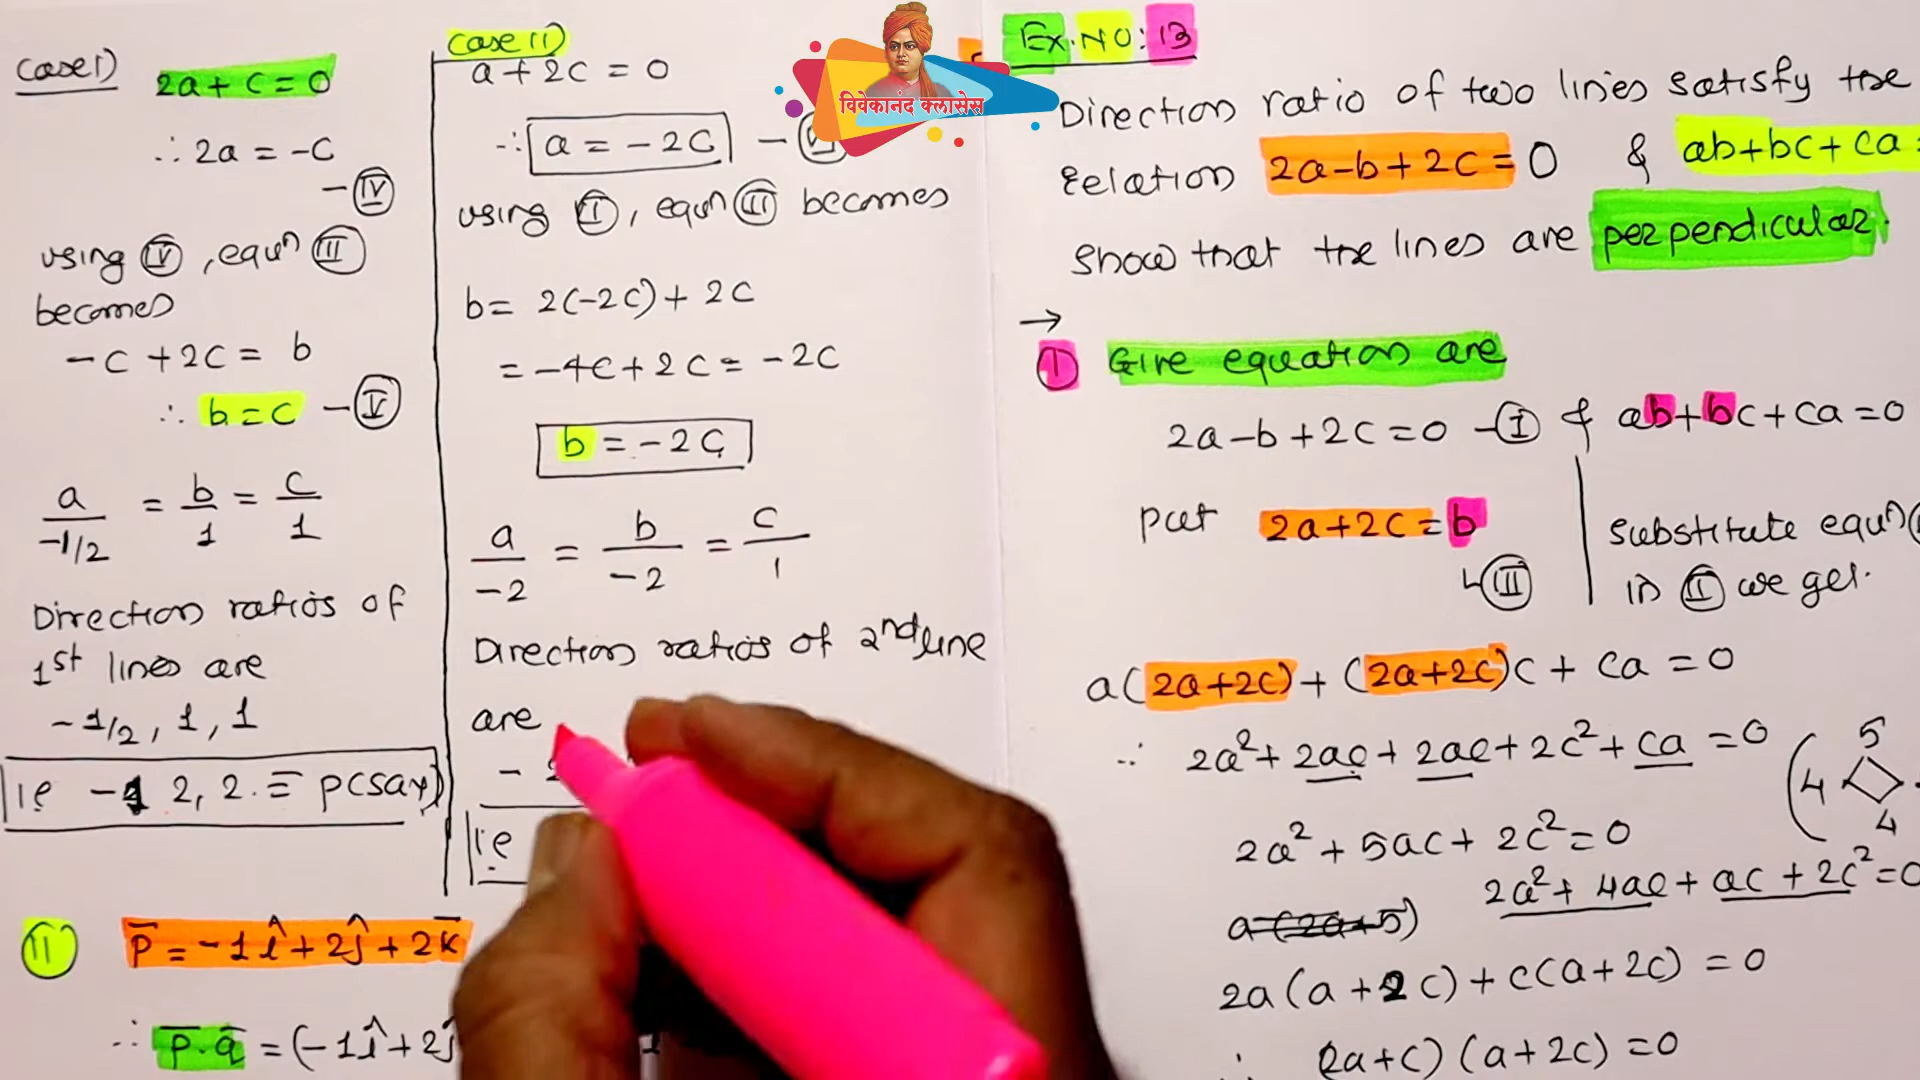 case I)
2a + c = 0
∴ 2a = -c
- IV
using IV, equn III
becomes
-c + 2c = b
∴ b = c - V
a/-1/2 = b/1 = c/1
Direction ratios of
1st lines are
-1/2, 1, 1
ie -1 2, 2. ≡ p(say)
II p̅ = -1î + 2ĵ + 2k̅
∴ p̅.q̅ = (-1î + 2ĵ
case II)
a + 2c = 0
∴ a = -2c -
using I, equn III becomes
b = 2(-2c) + 2c
= -4c + 2c = -2c
b = -2c
a/-2 = b/-2 = c/1
Direction ratios of 2nd line
are
-
ie
विवेकानंद क्लासेस
Ex. NO: 13
Direction ratio of two lines satisfy the
relation 2a-b+2c=0 & ab+bc+ca=
show that the lines are perpendicular.
→
I Give equation are
2a-b+2c=0 - I & ab+bc+ca=0
put 2a+2c=b
III
substitute equn
in II we get.
a(2a+2c) + (2a+2c)c + ca = 0
∴ 2a² + 2ac + 2ac + 2c² + ca = 0
5
4
4
2a² + 5ac + 2c² = 0
2a² + 4ac + ac + 2c² = 0
2a(a+2c) + c(a+2c) = 0
∴ (2a+c)(a+2c) = 0